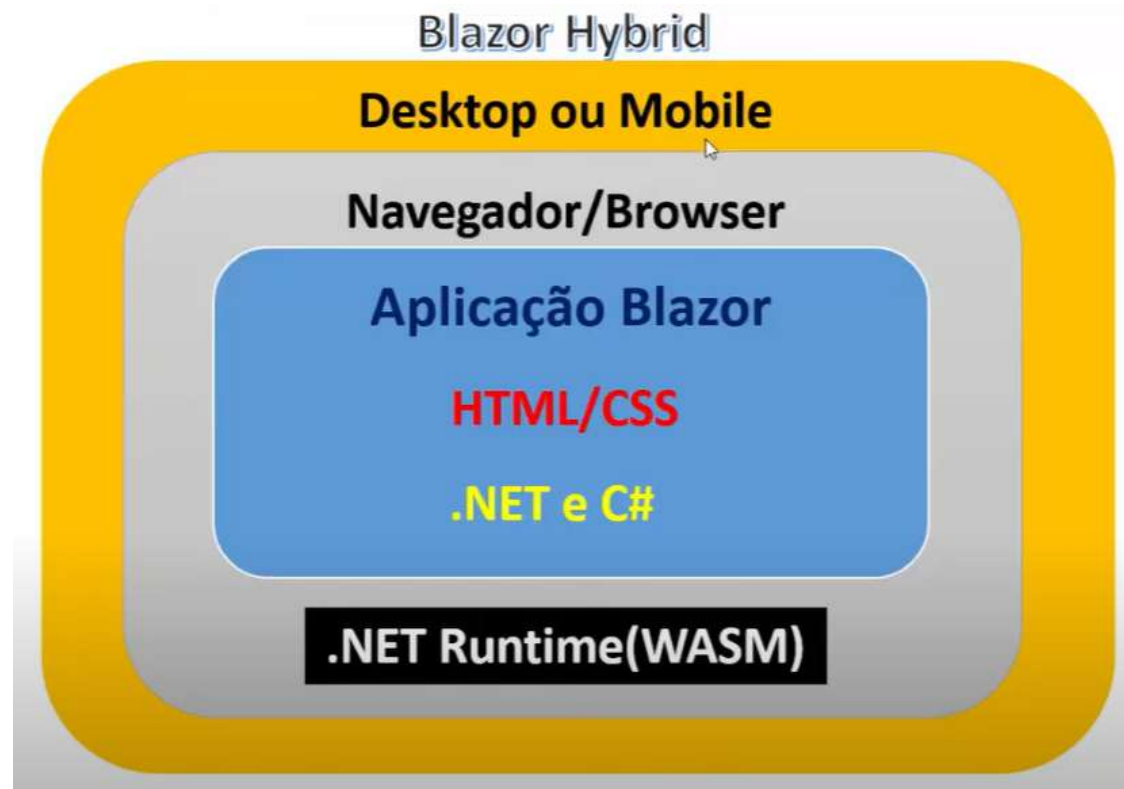 Blazor Hybrid
Desktop ou Mobile
Navegador/Browser
Aplicação Blazor
HTML/CSS
.NET e C#
.NET Runtime(WASM)